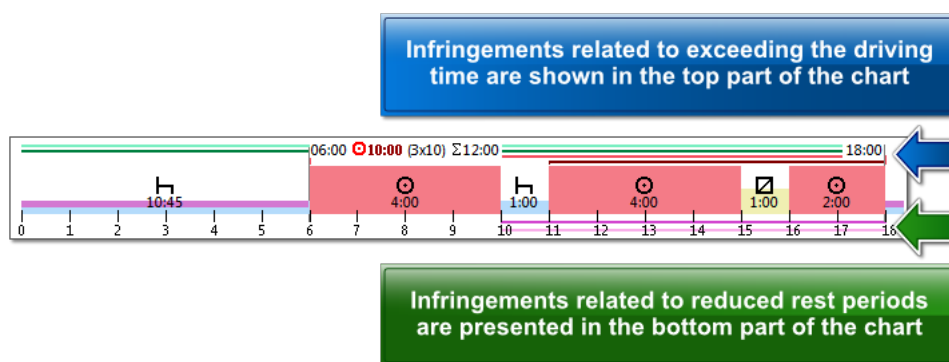 Infringements related to exceeding the driving
time are shown in the top part of the chart
06:00 10:00 (3x10) Σ12:00 18:00
10:45 4:00 1:00 4:00 1:00 2:00
0 1 2 3 4 5 6 7 8 9 10 11 12 13 14 15 16 17 18
Infringements related to reduced rest periods
are presented in the bottom part of the chart